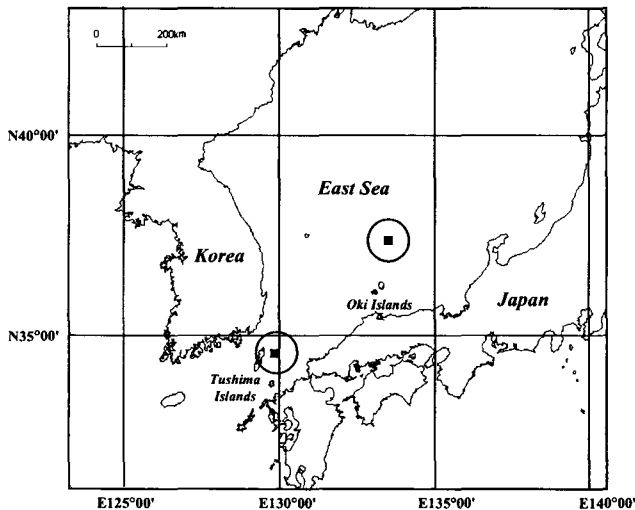 0 200km
N40°00'
East Sea
Korea
Oki Islands
Japan
N35°00'
Tushima
Islands
E125°00' E130°00' E135°00' E140°00'